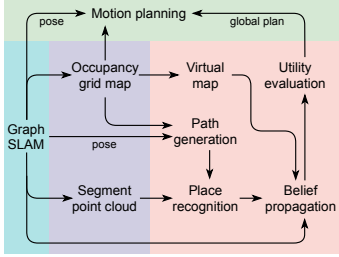 pose
Motion planning
global plan
Occupancy
grid map
Virtual
map
Utility
evaluation
Graph
SLAM
pose
Path
generation
Segment
point cloud
Place
recognition
Belief
propagation